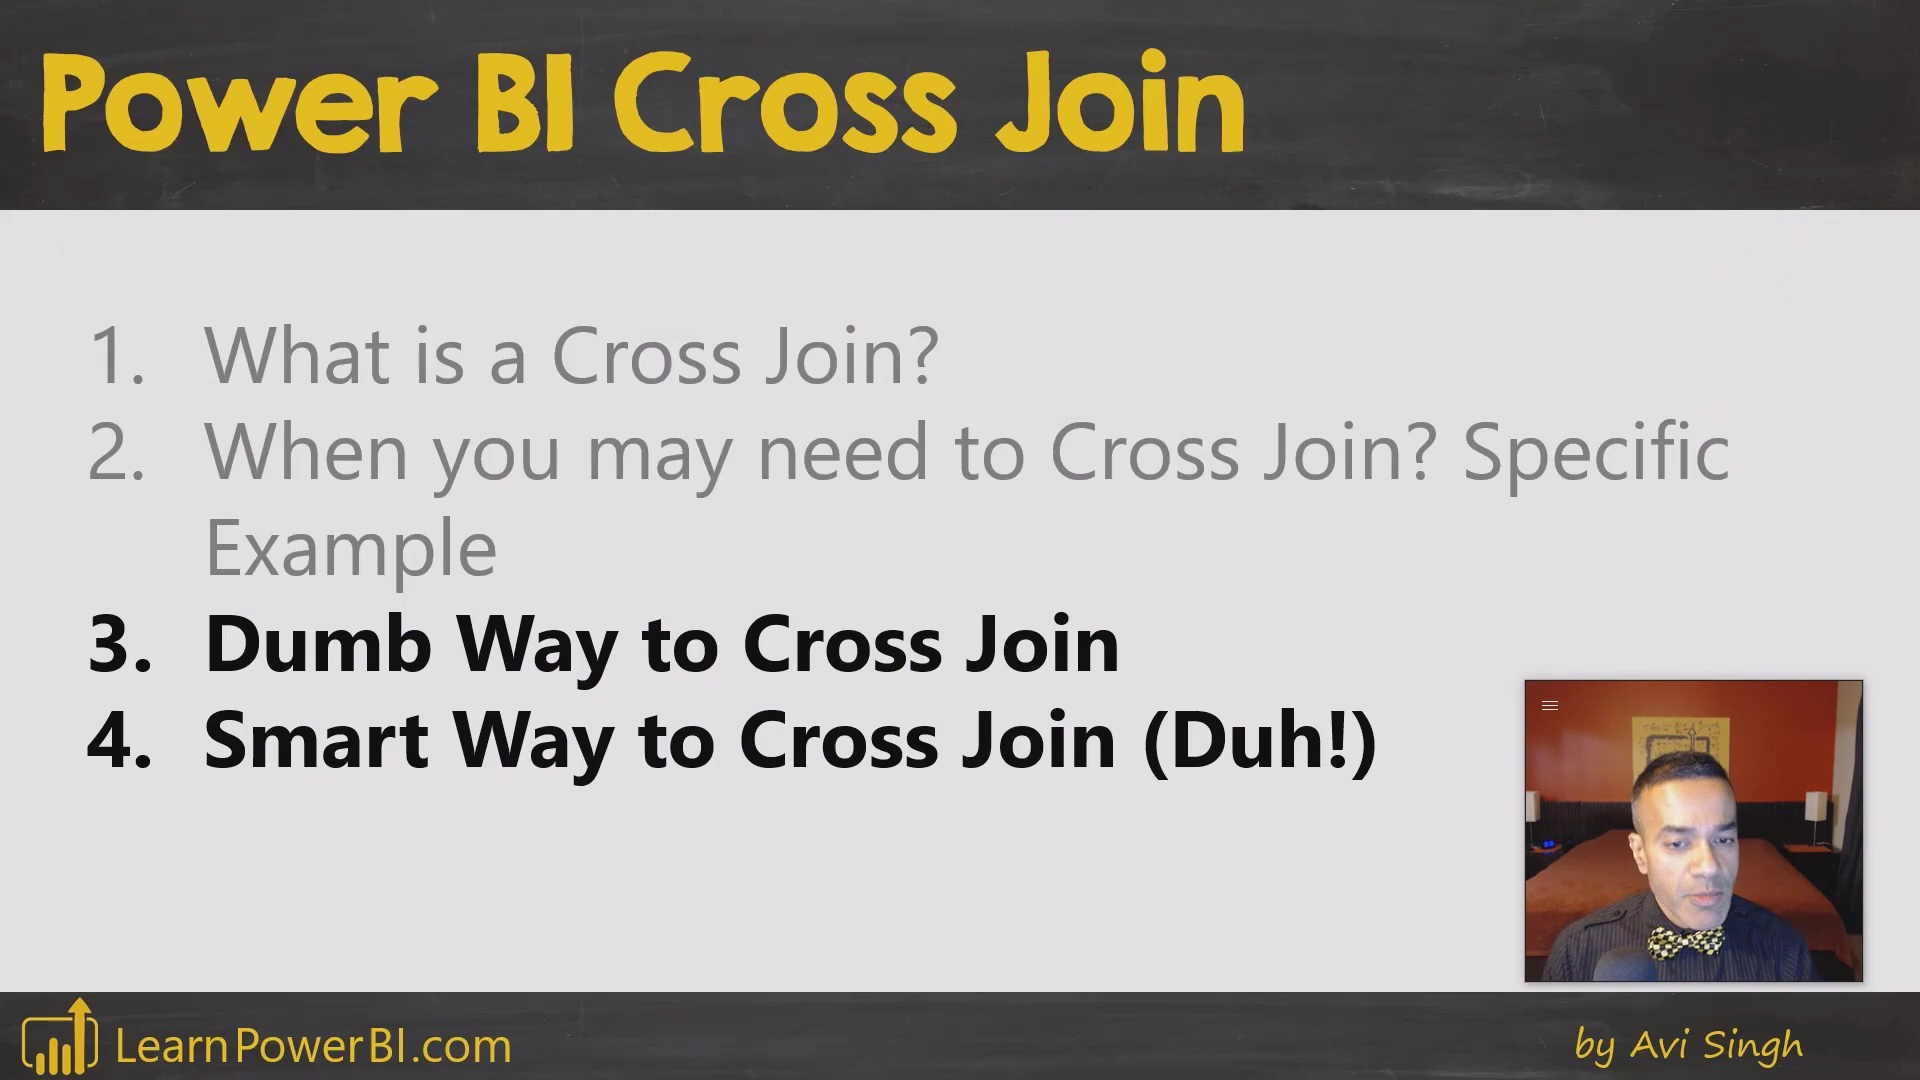 Power BI Cross Join
1. What is a Cross Join?
2. When you may need to Cross Join? Specific
Example
3. Dumb Way to Cross Join
4. Smart Way to Cross Join (Duh!)
LearnPowerBI.com
by Avi Singh